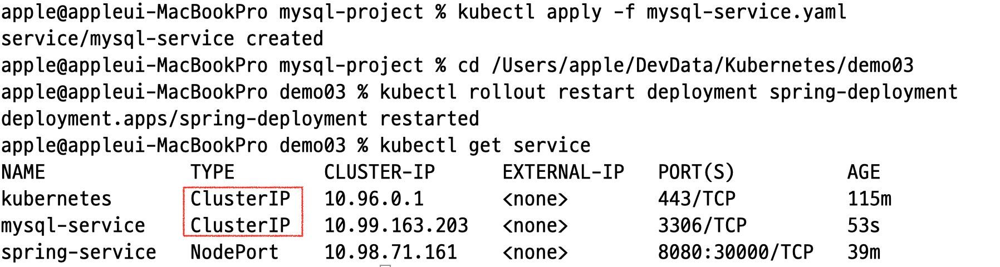 apple@appleui-MacBookPro mysql-project % kubectl apply -f mysql-service.yaml
service/mysql-service created
apple@appleui-MacBookPro mysql-project % cd /Users/apple/DevData/Kubernetes/demo03
apple@appleui-MacBookPro demo03 % kubectl rollout restart deployment spring-deployment
deployment.apps/spring-deployment restarted
apple@appleui-MacBookPro demo03 % kubectl get service
NAME             TYPE        CLUSTER-IP      EXTERNAL-IP   PORT(S)          AGE
kubernetes       ClusterIP   10.96.0.1       <none>        443/TCP          115m
mysql-service    ClusterIP   10.99.163.203   <none>        3306/TCP         53s
spring-service   NodePort    10.98.71.161    <none>        8080:30000/TCP   39m